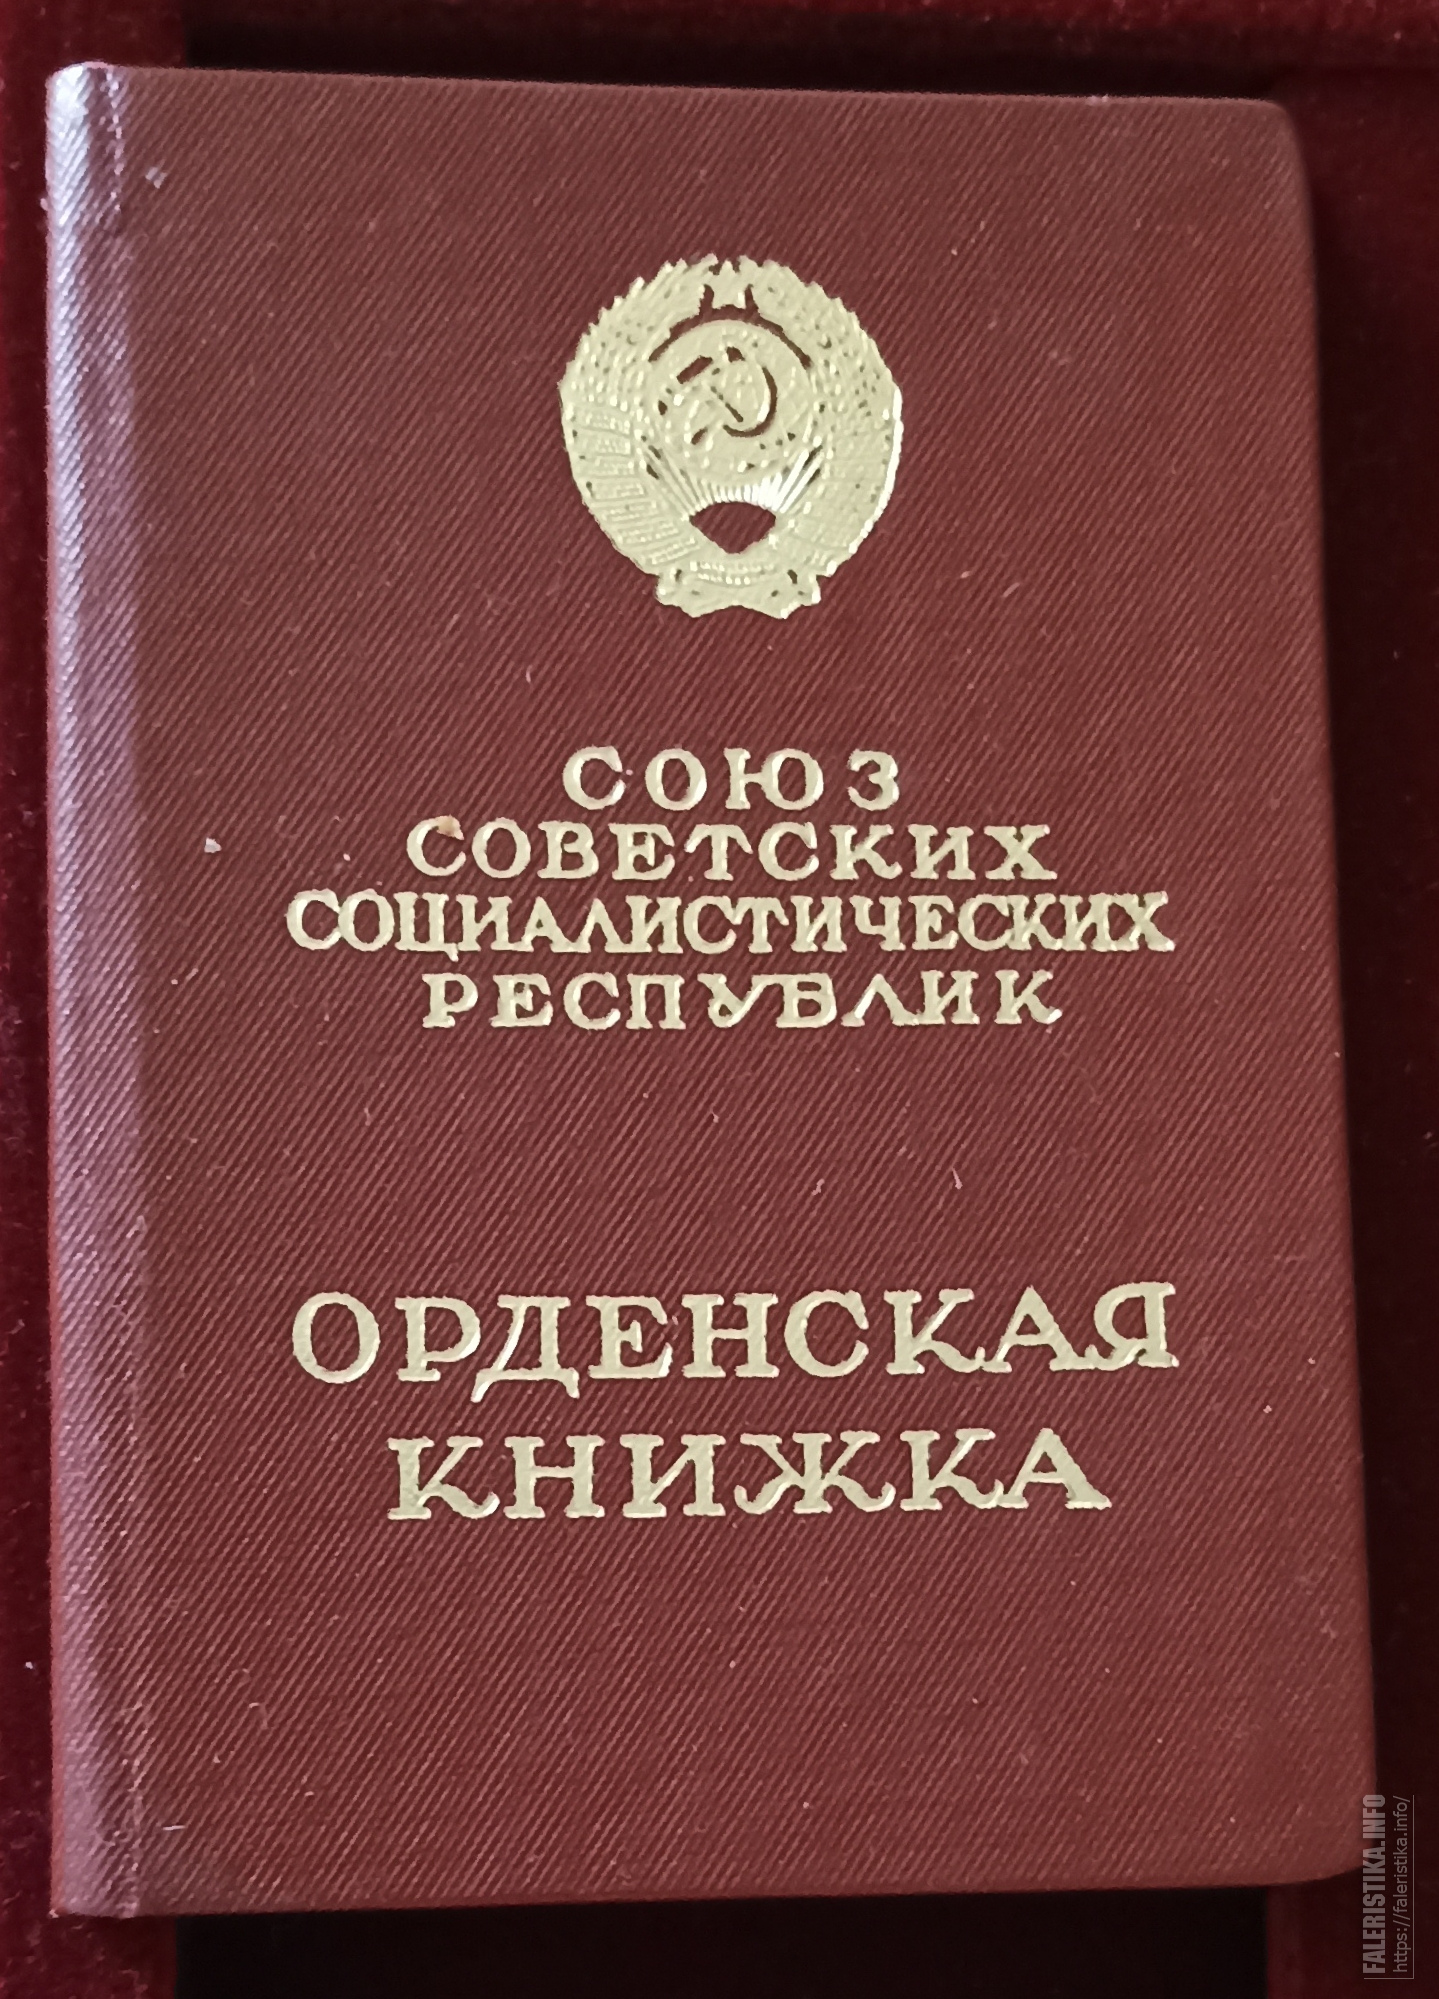 СОЮЗ
СОВЕТСКИХ
СОЦИАЛИСТИЧЕСКИХ
РЕСПУБЛИК
ОРДЕНСКАЯ
КНИЖКА
FALERISTIKA.INFO
https://faleristika.info/